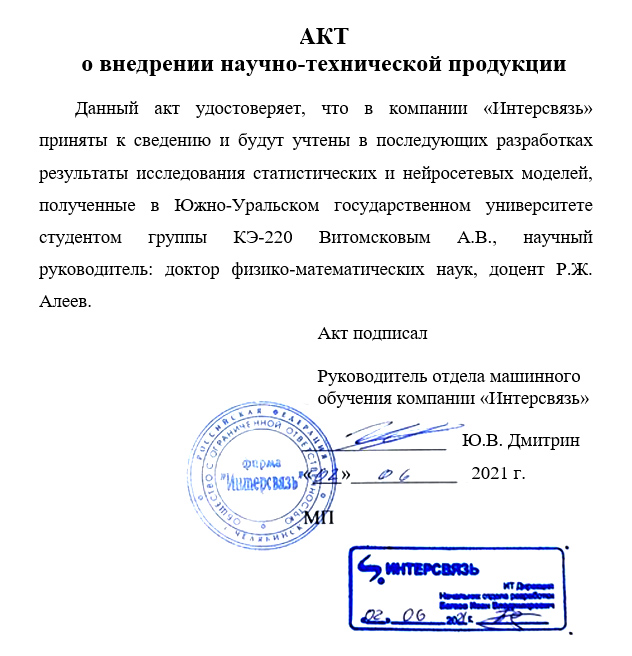 АКТ
о внедрении научно-технической продукции
Данный акт удостоверяет, что в компании «Интерсвязь»
приняты к сведению и будут учтены в последующих разработках
результаты исследования статистических и нейросетевых моделей,
полученные в Южно-Уральском государственном университете
студентом группы КЭ-220 Витомсковым А.В., научный
руководитель: доктор физико-математических наук, доцент Р.Ж.
Алеев.
Акт подписал
Руководитель отдела машинного
обучения компании «Интерсвязь»
Ю.В. Дмитрин
«02» 06 2021 г.
РОССИЙСКАЯ ФЕДЕРАЦИЯ
ОБЩЕСТВО С ОГРАНИЧЕННОЙ ОТВЕТСТВЕННОСТЬЮ
фирма
"Интерсвязь"
МП
ИНТЕРСВЯЗЬ
ИТ Дирекция
Начальник отдела разработки
Иван Владимирович
02. 06 2021 г.